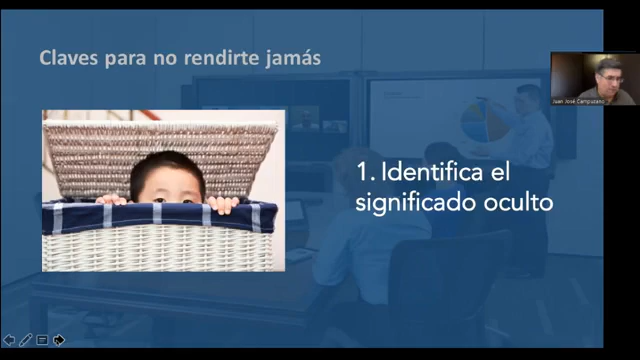 Claves para no rendirte jamás
Juan José Campuzano
1. Identifica el
significado oculto